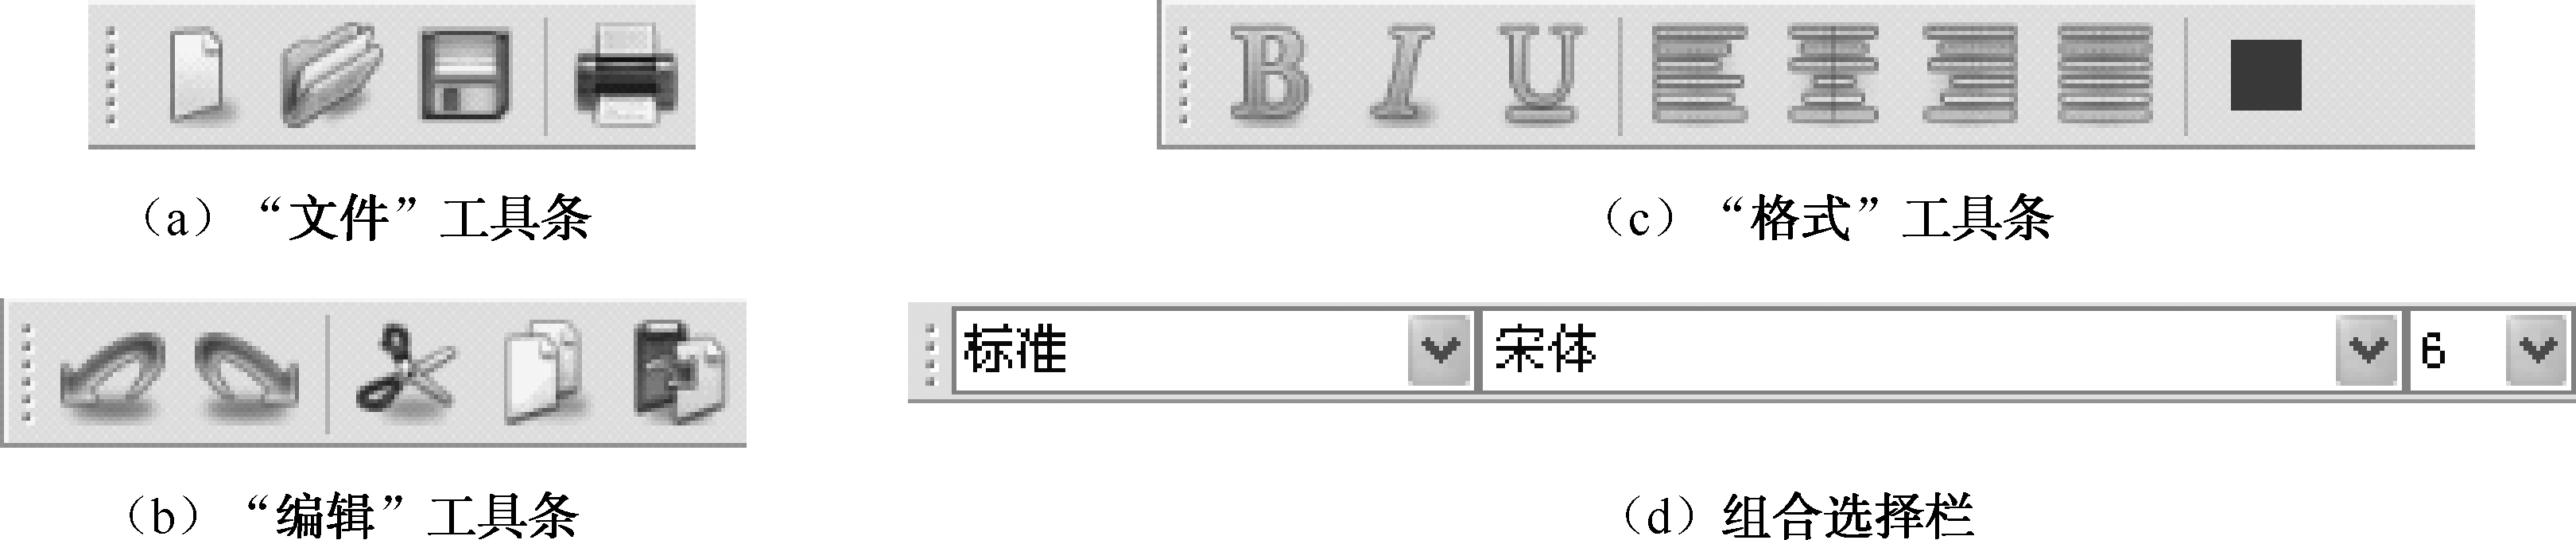 B I U
(a) “文件” 工具条
(c) “格式” 工具条
标准 宋体 6
(b) “编辑” 工具条
(d) 组合选择栏